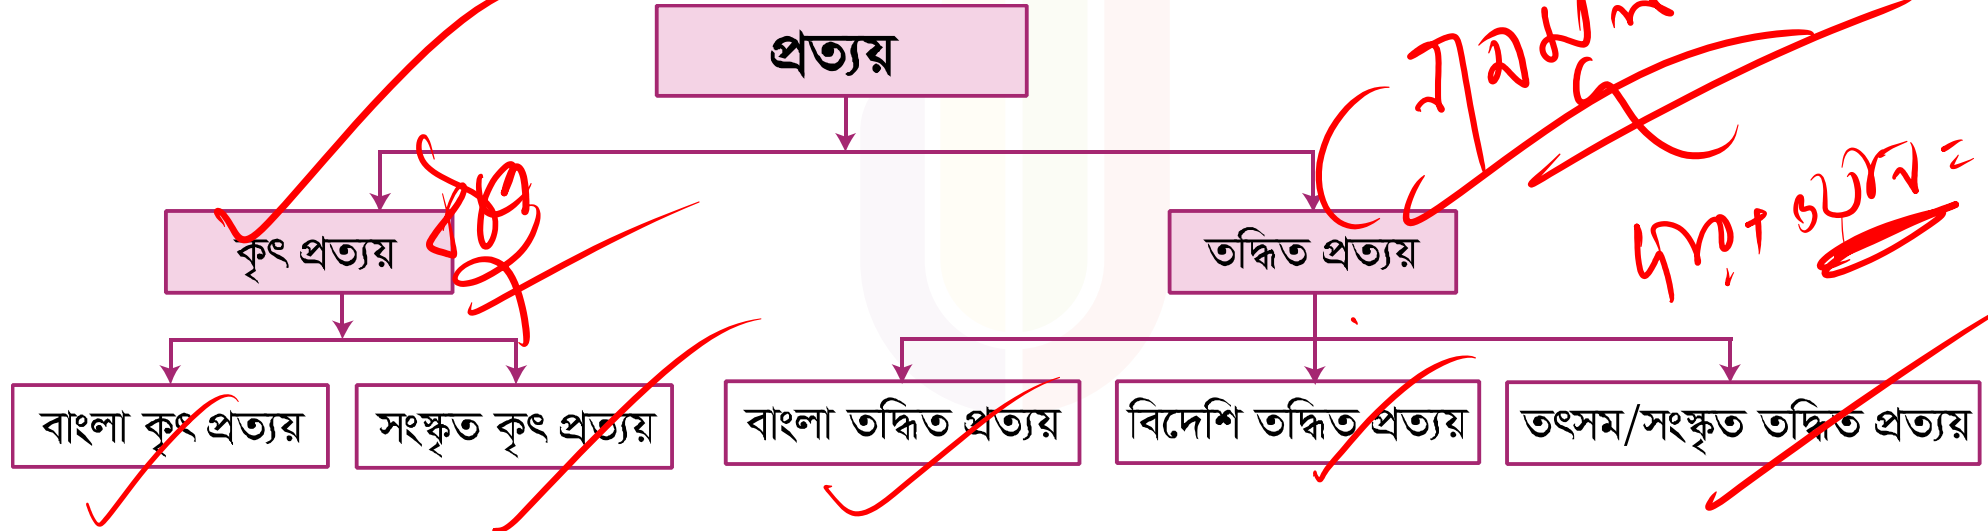 প্রত্যয়
কৃৎ প্রত্যয়
তদ্ধিত প্রত্যয়
বাংলা কৃৎ প্রত্যয়
সংস্কৃত কৃৎ প্রত্যয়
বাংলা তদ্ধিত প্রত্যয়
বিদেশি তদ্ধিত প্রত্যয়
তৎসম/সংস্কৃত তদ্ধিত প্রত্যয়